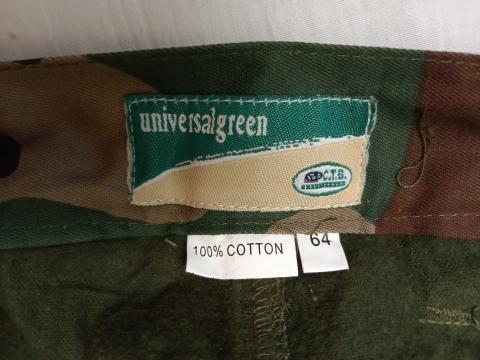 universalgreen
C.T.S.
100% COTTON
64